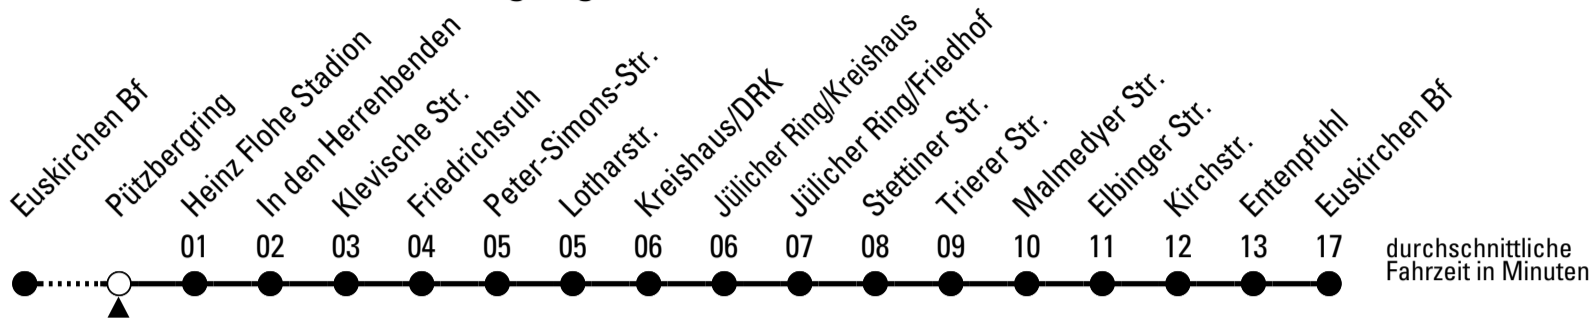 Euskirchen Bf
Pützbergring
Heinz Flohe Stadion
In den Herrenbenden
Klevische Str.
Friedrichsruh
Peter-Simons-Str.
Lotharstr.
Kreishaus/DRK
Jülicher Ring/Kreishaus
Jülicher Ring/Friedhof
Stettiner Str.
Trierer Str.
Malmedyer Str.
Elbinger Str.
Kirchstr.
Entenpfuhl
Euskirchen Bf
01 02 03 04 05 05 06 06 07 08 09 10 11 12 13 17
durchschnittliche
Fahrzeit in Minuten